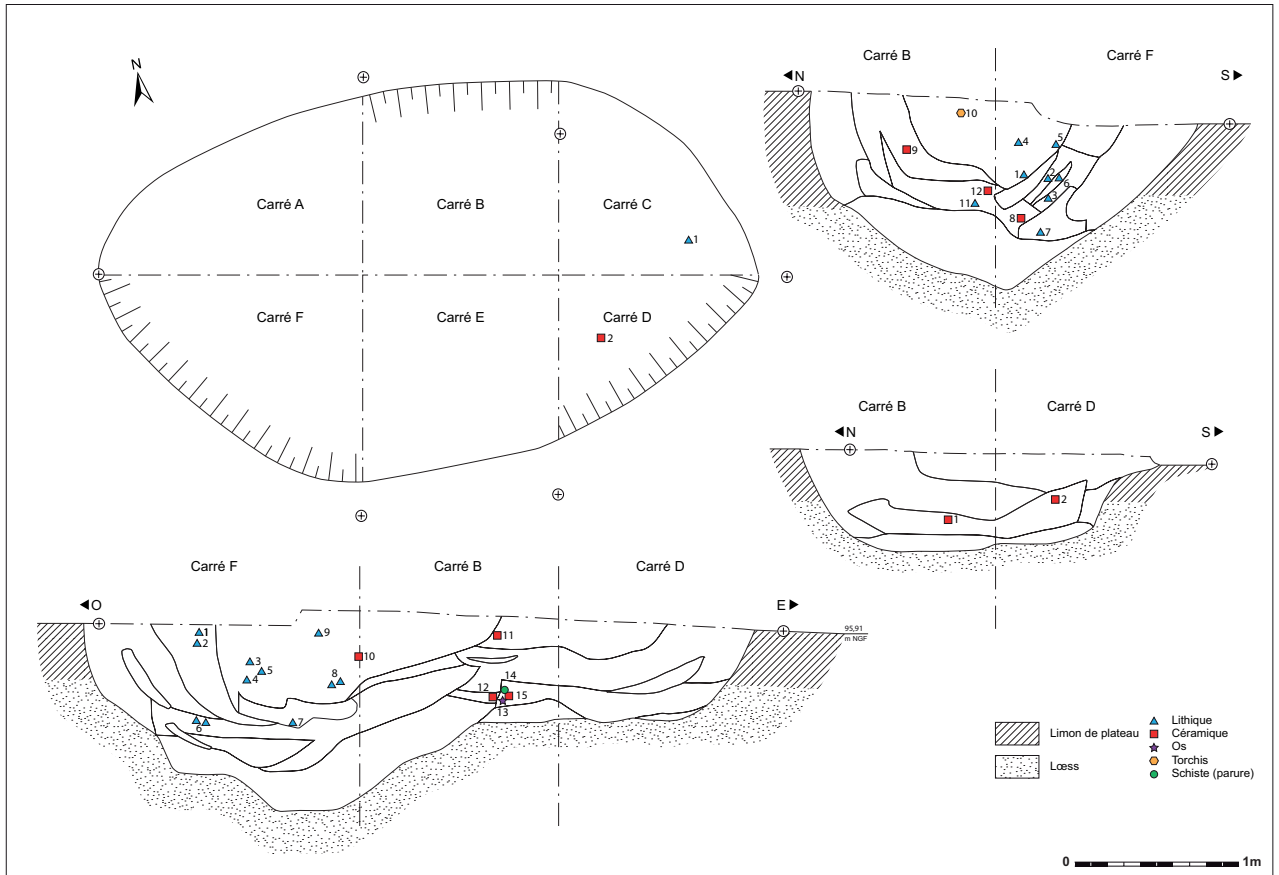 N
Carré A
Carré B
Carré C
1
Carré F
Carré E
Carré D
2
Carré B
Carré F
N
S
10
4
5
9
1
2
6
12
3
11
8
7
Carré B
Carré D
N
S
2
1
Carré F
Carré B
Carré D
O
E
1
2
9
11
95,91
m NGF
3
5
4
10
8
14
12
15
13
6
7
Limon de plateau
Lœss
Lithique
Céramique
Os
Torchis
Schiste (parure)
0
1m